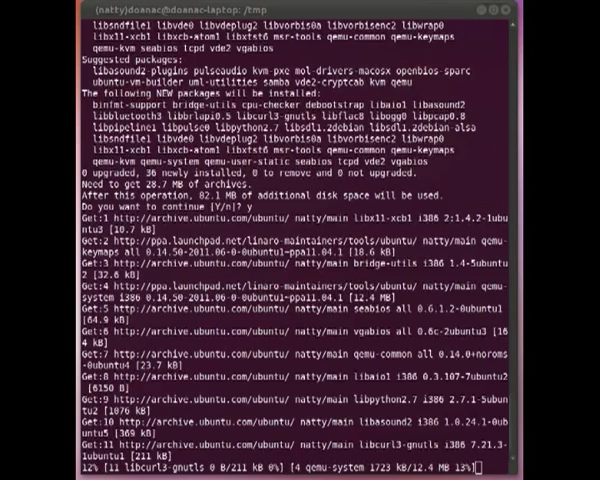 (natty)doanac@doanac-laptop: /tmp
libsndfile1 libvde0 libvdeplug2 libvorbis0a libvorbisenc2 libwrap0
libx11-xcb1 libxcb-atom1 libxtst6 msr-tools qemu-common qemu-keymaps
qemu-kvm seabios tcpd vde2 vgabios
Suggested packages:
libasound2-plugins pulseaudio kvm-pxe mol-drivers-macosx openbios-sparc
ubuntu-vm-builder uml-utilities samba vde2-cryptcab kvm qemu
The following NEW packages will be installed:
binfmt-support bridge-utils cpu-checker debootstrap libaio1 libasound2
libbluetooth3 libbrlapi0.5 libcurl3-gnutls libflac8 libogg0 libpcap0.8
libpipeline1 libpulse0 libpython2.7 libsdl1.2debian libsdl1.2debian-alsa
libsndfile1 libvde0 libvdeplug2 libvorbis0a libvorbisenc2 libwrap0
libx11-xcb1 libxcb-atom1 libxtst6 msr-tools qemu-common qemu-keymaps
qemu-kvm qemu-system qemu-user-static seabios tcpd vde2 vgabios
0 upgraded, 36 newly installed, 0 to remove and 0 not upgraded.
Need to get 28.7 MB of archives.
After this operation, 82.1 MB of additional disk space will be used.
Do you want to continue [Y/n]? y
Get:1 http://archive.ubuntu.com/ubuntu/ natty/main libx11-xcb1 i386 2:1.4.2-1ubu
ntu3 [10.7 kB]
Get:2 http://ppa.launchpad.net/linaro-maintainers/tools/ubuntu/ natty/main qemu-
keymaps all 0.14.50-2011.06-0-0ubuntu1~ppa11.04.1 [18.6 kB]
Get:3 http://archive.ubuntu.com/ubuntu/ natty/main bridge-utils i386 1.4-5ubuntu
2 [32.6 kB]
Get:4 http://ppa.launchpad.net/linaro-maintainers/tools/ubuntu/ natty/main qemu-
system i386 0.14.50-2011.06-0-0ubuntu1~ppa11.04.1 [12.4 MB]
Get:5 http://archive.ubuntu.com/ubuntu/ natty/main seabios all 0.6.1.2-0ubuntu1
[64.9 kB]
Get:6 http://archive.ubuntu.com/ubuntu/ natty/main vgabios all 0.6c-2ubuntu3 [16
4 kB]
Get:7 http://archive.ubuntu.com/ubuntu/ natty/main qemu-common all 0.14.0+noroms
-0ubuntu4 [23.7 kB]
Get:8 http://archive.ubuntu.com/ubuntu/ natty/main libaio1 i386 0.3.107-7ubuntu2
[6150 B]
Get:9 http://archive.ubuntu.com/ubuntu/ natty/main libpython2.7 i386 2.7.1-5ubun
tu2 [1076 kB]
Get:10 http://archive.ubuntu.com/ubuntu/ natty/main libasound2 i386 1.0.24.1-0ub
untu5 [369 kB]
Get:11 http://archive.ubuntu.com/ubuntu/ natty/main libcurl3-gnutls i386 7.21.3-
1ubuntu1 [211 kB]
12% [11 libcurl3-gnutls 0 B/211 kB 0%] [4 qemu-system 1723 kB/12.4 MB 13%]